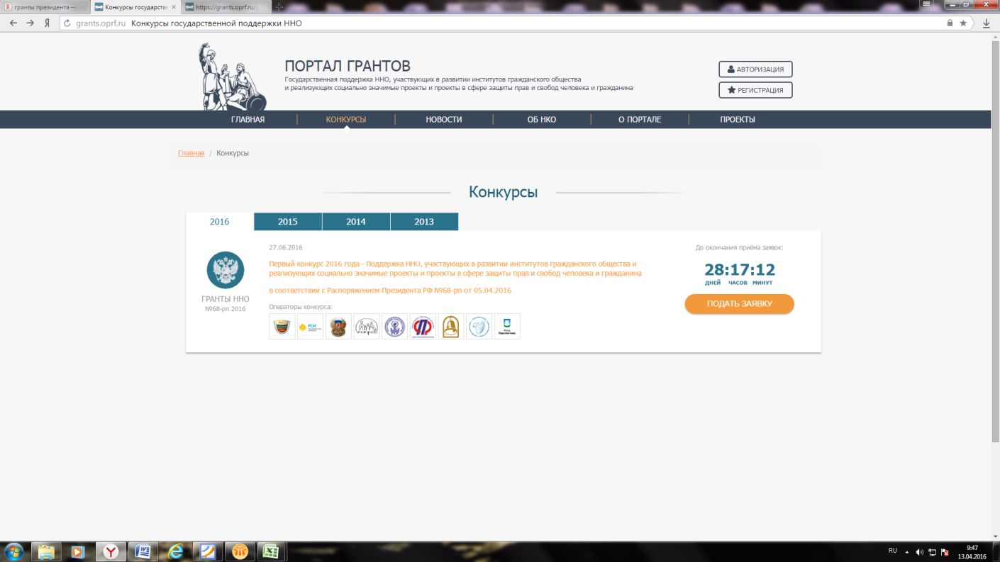 гранты президента —
Конкурсы государстве
https://grants.oprf.ru/
grants.oprf.ru Конкурсы государственной поддержки ННО
ПОРТАЛ ГРАНТОВ
Государственная поддержка ННО, участвующих в развитии институтов гражданского общества
и реализующих социально значимые проекты и проекты в сфере защиты прав и свобод человека и гражданина
АВТОРИЗАЦИЯ
РЕГИСТРАЦИЯ
ГЛАВНАЯ
КОНКУРСЫ
НОВОСТИ
ОБ НКО
О ПОРТАЛЕ
ПРОЕКТЫ
Главная / Конкурсы
Конкурсы
2016
2015
2014
2013
ГРАНТЫ ННО
№68-рп 2016
27.06.2016
Первый конкурс 2016 года - Поддержка ННО, участвующих в развитии институтов гражданского общества и
реализующих социально значимые проекты и проекты в сфере защиты прав и свобод человека и гражданина
в соответствии с Распоряжением Президента РФ №68-рп от 05.04.2016
Операторы конкурса:
РСМ
Фонд
Перспектива
До окончания приёма заявок:
28:17:12
ДНЕЙ ЧАСОВ МИНУТ
ПОДАТЬ ЗАЯВКУ
RU
9:47
13.04.2016